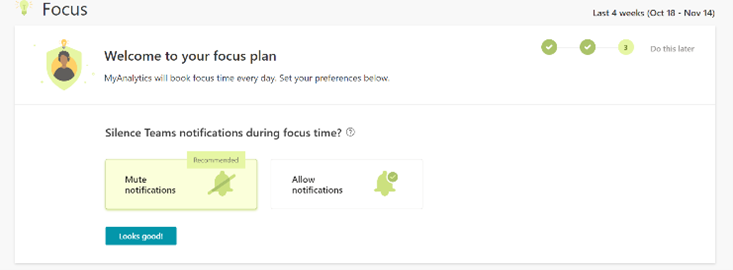 Focus
Last 4 weeks (Oct 18 - Nov 14)
Welcome to your focus plan
3
Do this later
MyAnalytics will book focus time every day. Set your preferences below.
Silence Teams notifications during focus time? ?
Recommended
Mute
notifications
Allow
notifications
Looks good!